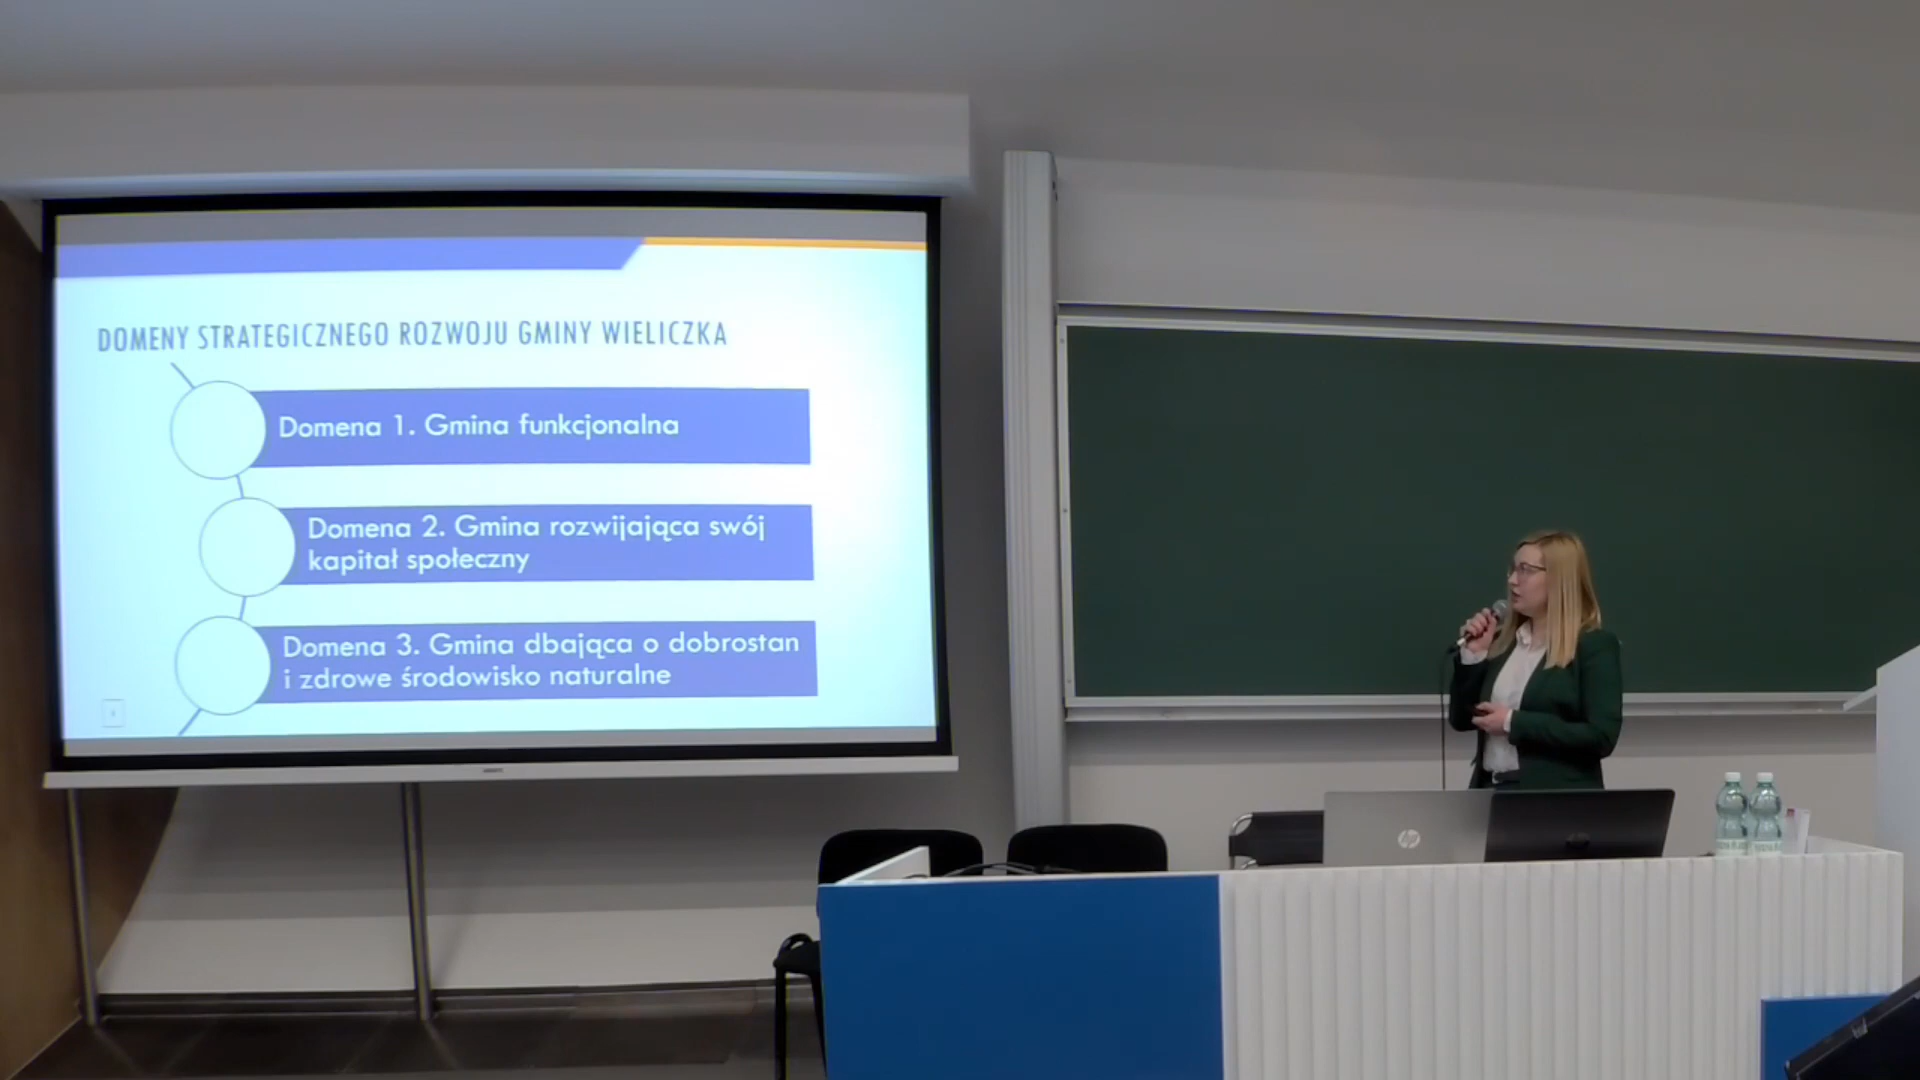 DOMENY STRATEGICZNEGO ROZWOJU GMINY WIELICZKA
Domena 1. Gmina funkcjonalna
Domena 2. Gmina rozwijająca swój
kapitał społeczny
Domena 3. Gmina dbająca o dobrostan
i zdrowe środowisko naturalne
hp